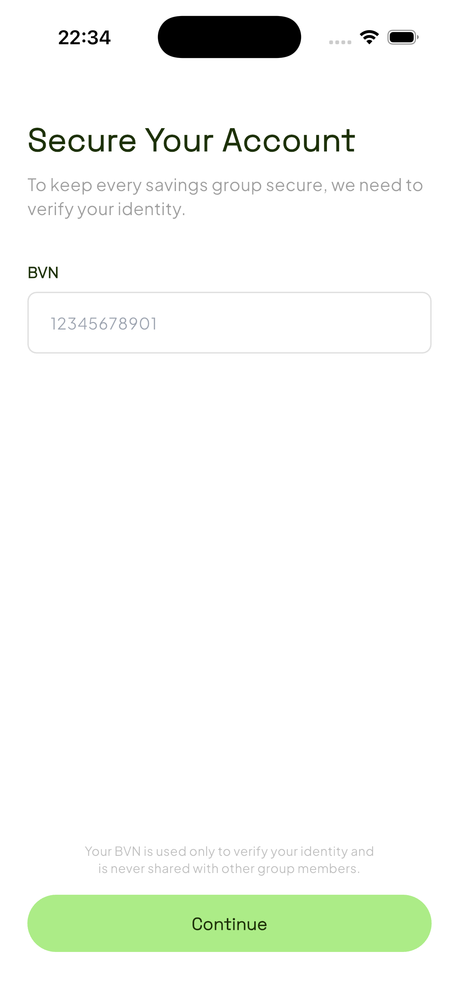 22:34
Secure Your Account
To keep every savings group secure, we need to
verify your identity.
BVN
12345678901
Your BVN is used only to verify your identity and
is never shared with other group members.
Continue